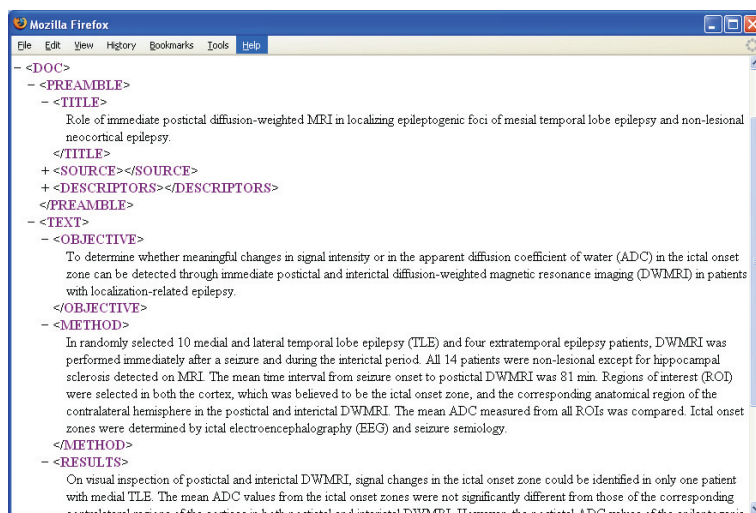 Mozilla Firefox
File Edit View History Bookmarks Tools Help
− <DOC>
− <PREAMBLE>
− <TITLE>
Role of immediate postictal diffusion-weighted MRI in localizing epileptogenic foci of mesial temporal lobe epilepsy and non-lesional
neocortical epilepsy.
</TITLE>
+ <SOURCE></SOURCE>
+ <DESCRIPTORS></DESCRIPTORS>
</PREAMBLE>
− <TEXT>
− <OBJECTIVE>
To determine whether meaningful changes in signal intensity or in the apparent diffusion coefficient of water (ADC) in the ictal onset
zone can be detected through immediate postictal and interictal diffusion-weighted magnetic resonance imaging (DWMRI) in patients
with localization-related epilepsy.
</OBJECTIVE>
− <METHOD>
In randomly selected 10 medial and lateral temporal lobe epilepsy (TLE) and four extratemporal epilepsy patients, DWMRI was
performed immediately after a seizure and during the interictal period. All 14 patients were non-lesional except for hippocampal
sclerosis detected on MRI. The mean time interval from seizure onset to postictal DWMRI was 81 min. Regions of interest (ROI)
were selected in both the cortex, which was believed to be the ictal onset zone, and the corresponding anatomical region of the
contralateral hemisphere in the postictal and interictal DWMRI. The mean ADC measured from all ROIs was compared. Ictal onset
zones were determined by ictal electroencephalography (EEG) and seizure semiology.
</METHOD>
− <RESULTS>
On visual inspection of postictal and interictal DWMRI, signal changes in the ictal onset zone could be identified in only one patient
with medial TLE. The mean ADC values from the ictal onset zones were not significantly different from those of the corresponding